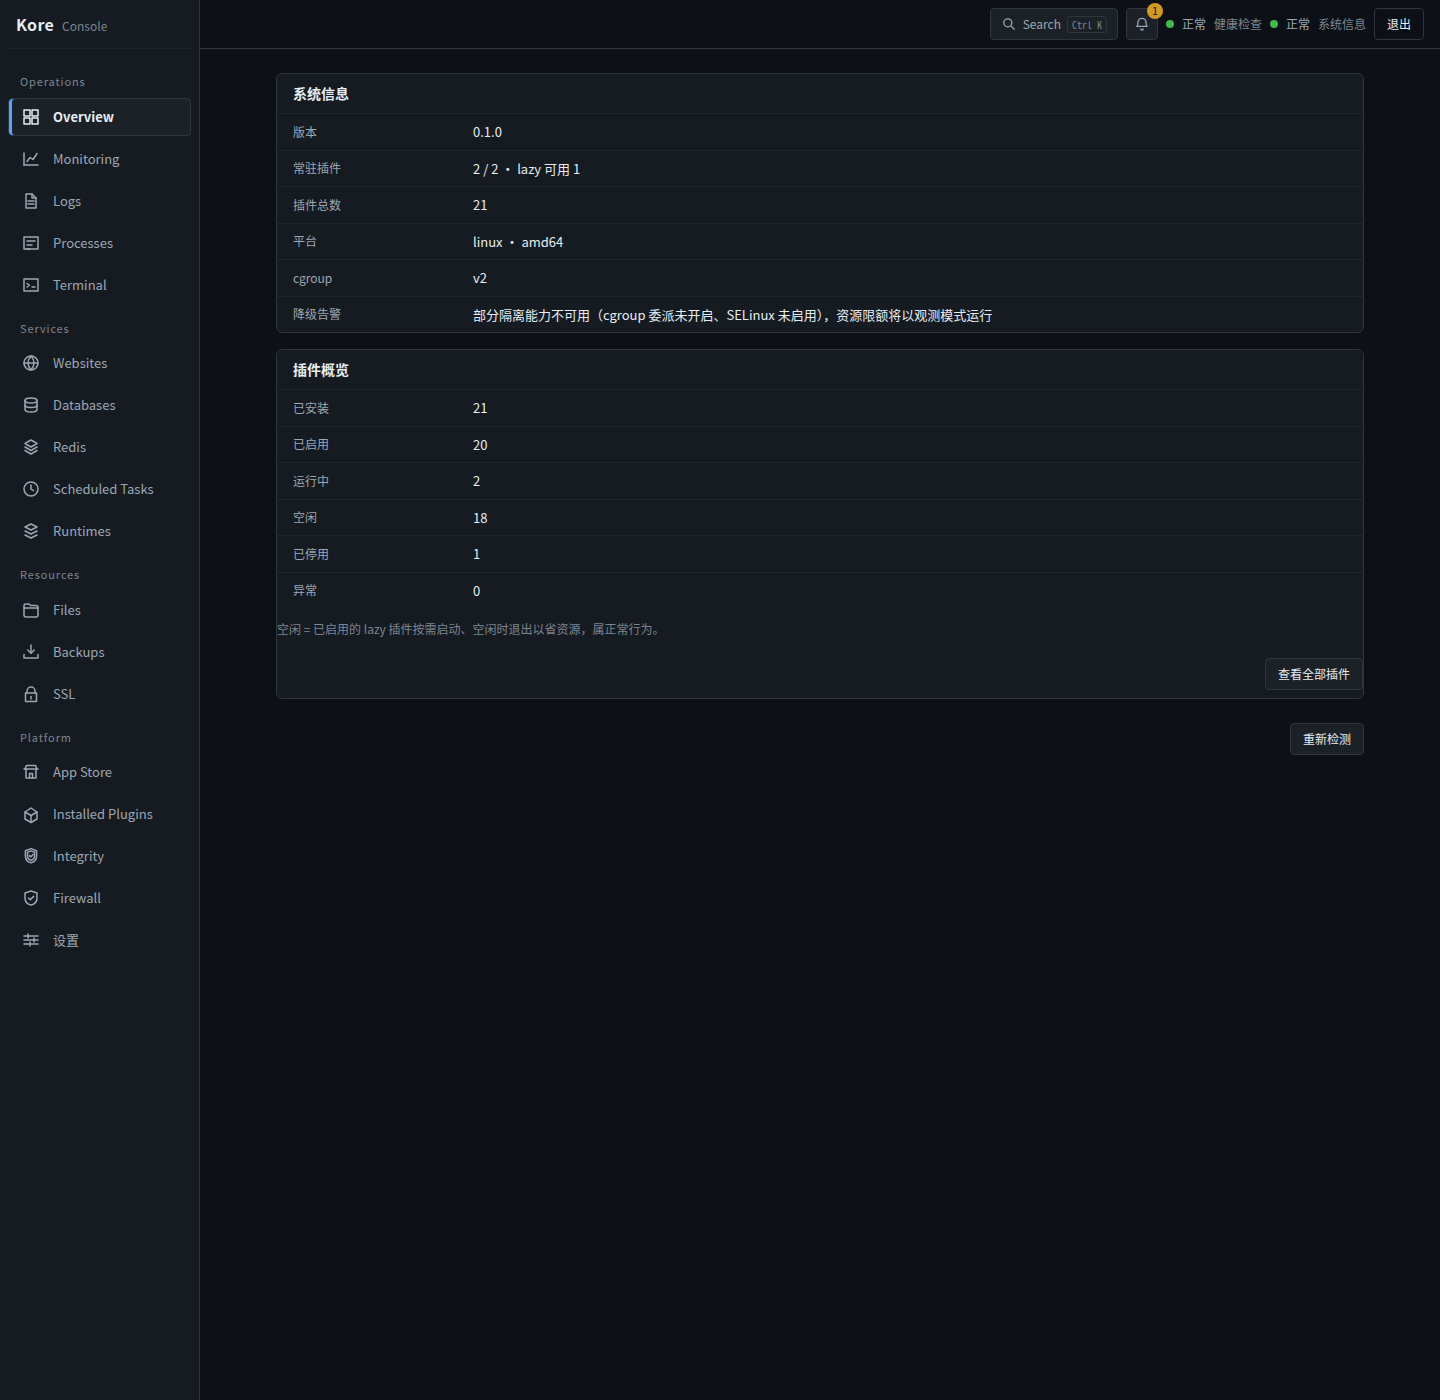 Kore Console
Search Ctrl K
1
正常 健康检查 正常 系统信息 退出
Operations
Overview
Monitoring
Logs
Processes
Terminal
Services
Websites
Databases
Redis
Scheduled Tasks
Runtimes
Resources
Files
Backups
SSL
Platform
App Store
Installed Plugins
Integrity
Firewall
设置
系统信息
版本 0.1.0
常驻插件 2 / 2 · lazy 可用 1
插件总数 21
平台 linux · amd64
cgroup v2
降级告警 部分隔离能力不可用（cgroup 委派未开启、SELinux 未启用），资源限额将以观测模式运行
插件概览
已安装 21
已启用 20
运行中 2
空闲 18
已停用 1
异常 0
空闲 = 已启用的 lazy 插件按需启动、空闲时退出以省资源，属正常行为。
查看全部插件
重新检测